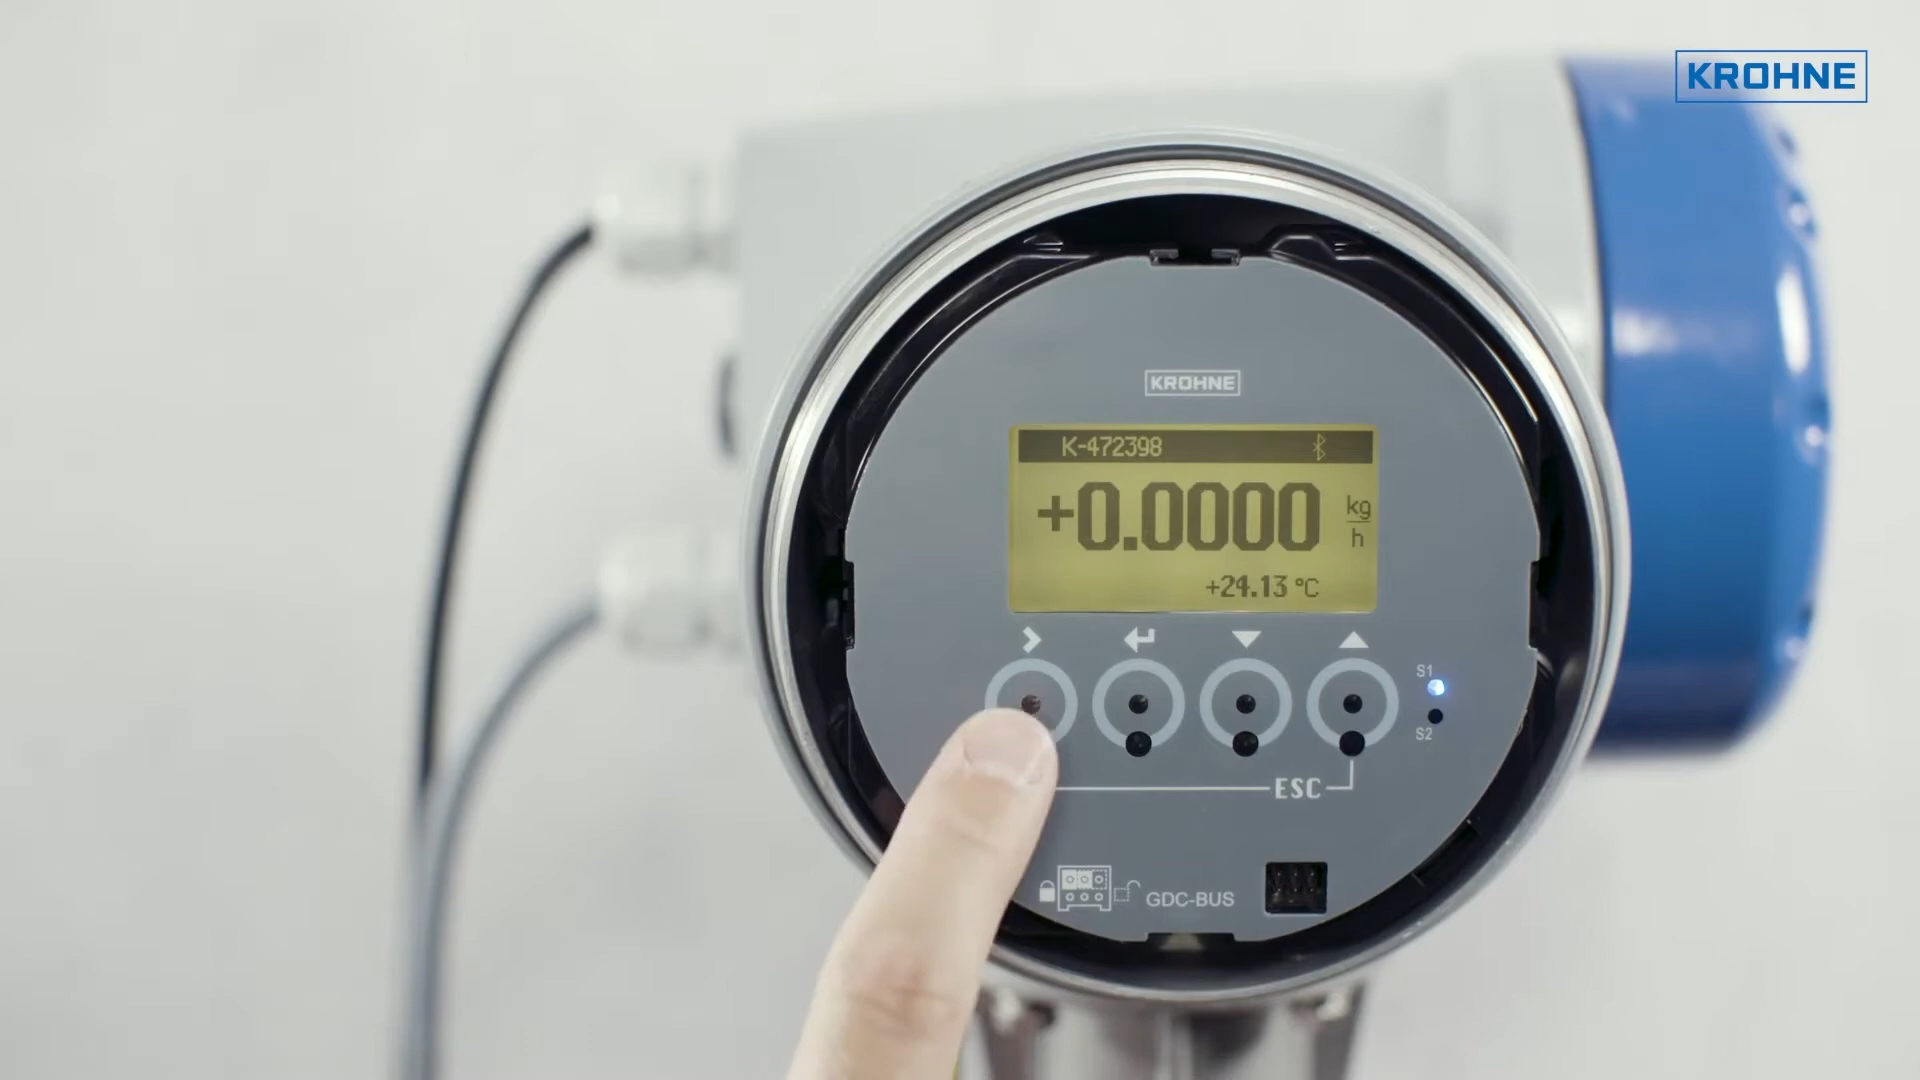 KROHNE
KROHNE
K-472398
+0.0000 kg/h
+24.13 °C
S1
S2
ESC
GDC-BUS